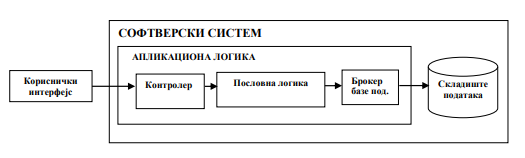 СОФТВЕРСКИ СИСТЕМ
АПЛИКАЦИОНА ЛОГИКА
Кориснички
интерфејс
Контролер
Пословна логика
Брокер
базе под.
Складиште
података